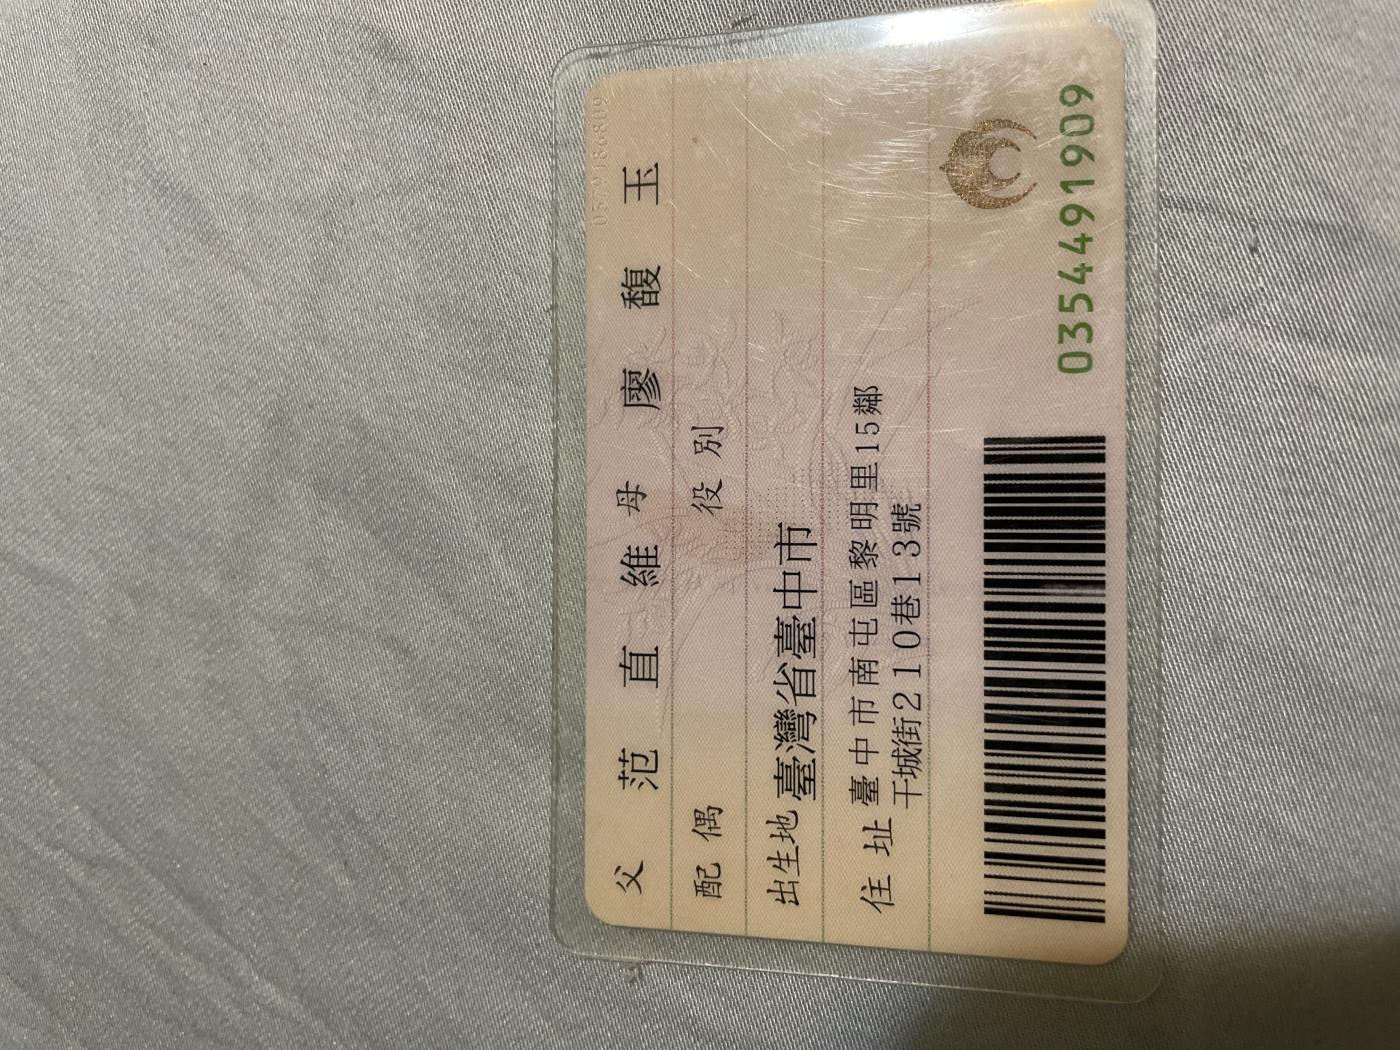 父 范直維 母 廖馥玉
配偶 役別
出生地 臺灣省臺中市
住址 臺中市南屯區黎明里15鄰
干城街210巷13號
0354491909